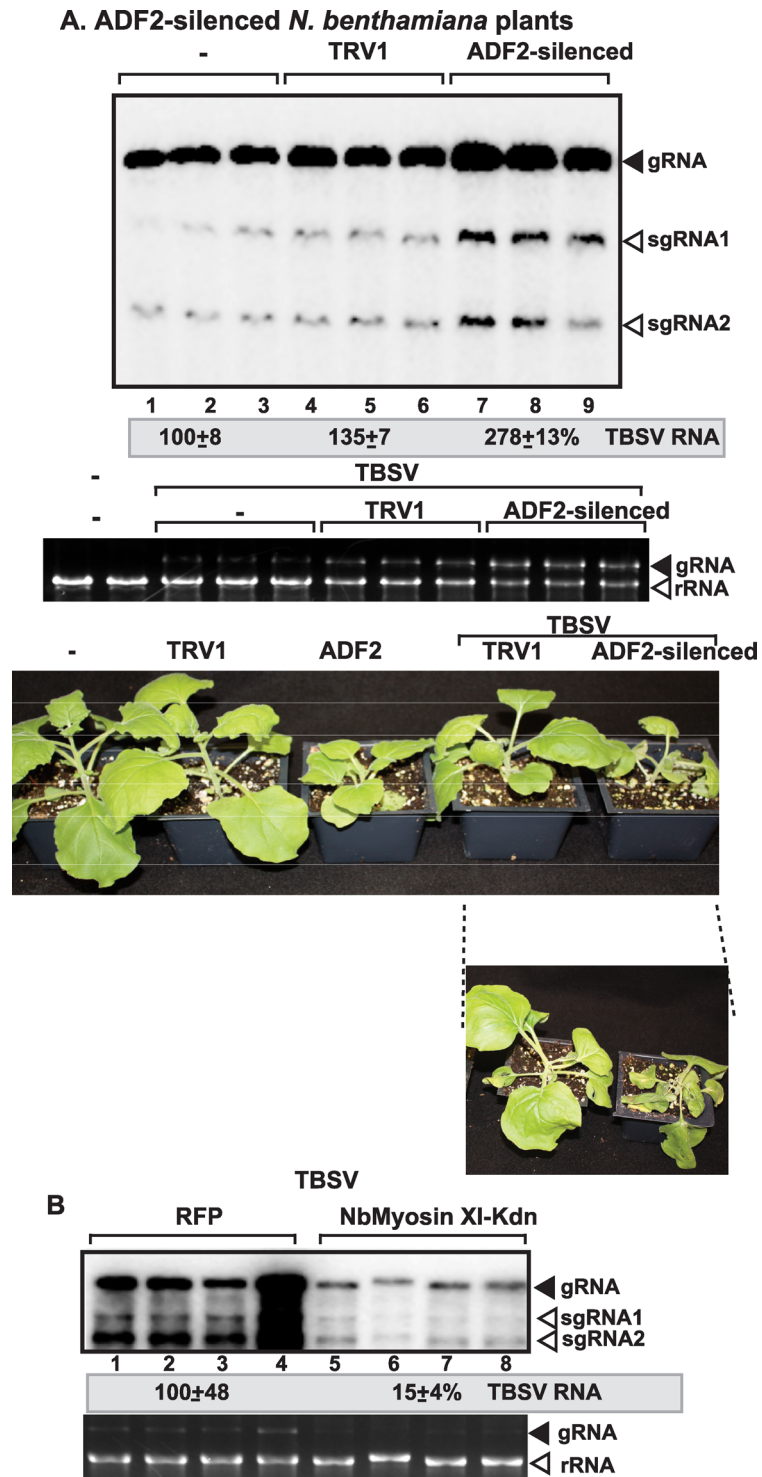 A. ADF2-silenced N. benthamiana plants
- TRV1 ADF2-silenced
gRNA
sgRNA1
sgRNA2
1 2 3 4 5 6 7 8 9
100±8 135±7 278±13% TBSV RNA
- TBSV
- - TRV1 ADF2-silenced
gRNA
rRNA
TBSV
- TRV1 ADF2 TRV1 ADF2-silenced
TBSV
B
RFP NbMyosin XI-Kdn
gRNA
sgRNA1
sgRNA2
1 2 3 4 5 6 7 8
100±48 15±4% TBSV RNA
gRNA
rRNA